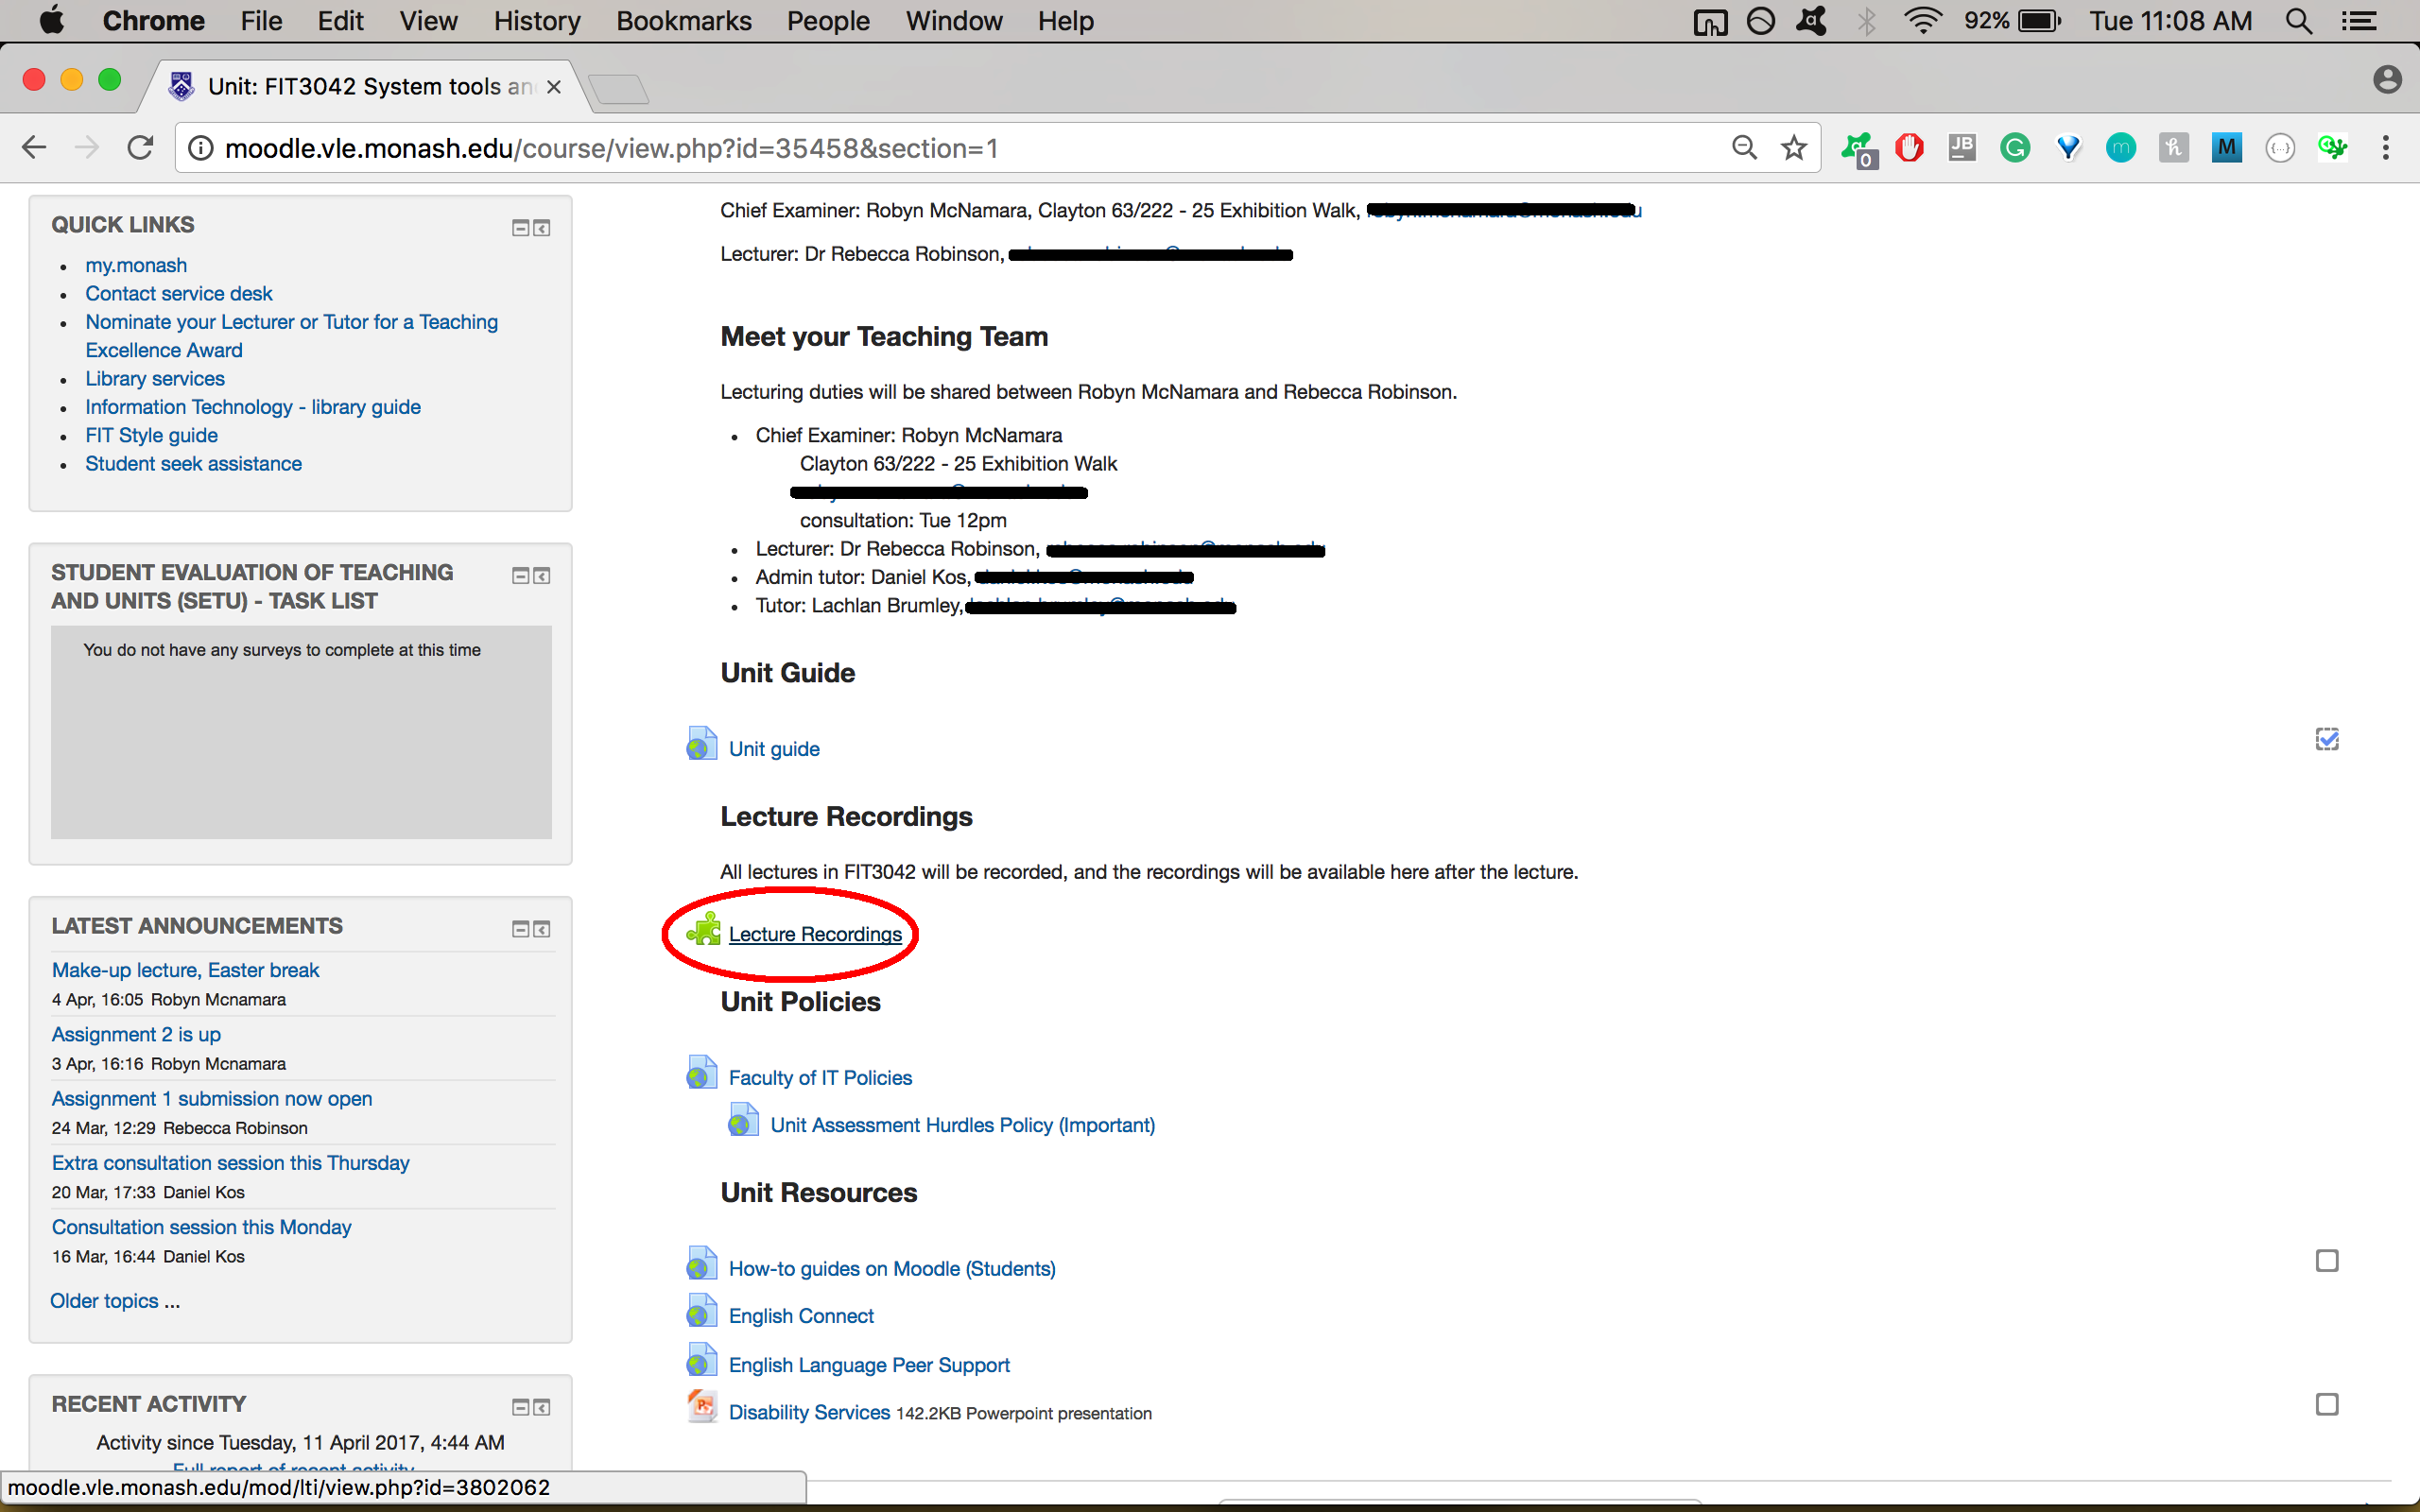 Chrome File Edit View History Bookmarks People Window Help 92% Tue 11:08 AM
Unit: FIT3042 System tools an
moodle.vle.monash.edu/course/view.php?id=35458&section=1
0 JB G m h M {...}
QUICK LINKS
my.monash
Contact service desk
Nominate your Lecturer or Tutor for a Teaching
Excellence Award
Library services
Information Technology - library guide
FIT Style guide
Student seek assistance
STUDENT EVALUATION OF TEACHING
AND UNITS (SETU) - TASK LIST
You do not have any surveys to complete at this time
LATEST ANNOUNCEMENTS
Make-up lecture, Easter break
4 Apr, 16:05 Robyn Mcnamara
Assignment 2 is up
3 Apr, 16:16 Robyn Mcnamara
Assignment 1 submission now open
24 Mar, 12:29 Rebecca Robinson
Extra consultation session this Thursday
20 Mar, 17:33 Daniel Kos
Consultation session this Monday
16 Mar, 16:44 Daniel Kos
Older topics ...
RECENT ACTIVITY
Activity since Tuesday, 11 April 2017, 4:44 AM
Full report of recent activity
moodle.vle.monash.edu/mod/lti/view.php?id=3802062
Chief Examiner: Robyn McNamara, Clayton 63/222 - 25 Exhibition Walk,
Lecturer: Dr Rebecca Robinson,
Meet your Teaching Team
Lecturing duties will be shared between Robyn McNamara and Rebecca Robinson.
Chief Examiner: Robyn McNamara
Clayton 63/222 - 25 Exhibition Walk
consultation: Tue 12pm
Lecturer: Dr Rebecca Robinson,
Admin tutor: Daniel Kos,
Tutor: Lachlan Brumley,
Unit Guide
Unit guide
Lecture Recordings
All lectures in FIT3042 will be recorded, and the recordings will be available here after the lecture.
Lecture Recordings
Unit Policies
Faculty of IT Policies
Unit Assessment Hurdles Policy (Important)
Unit Resources
How-to guides on Moodle (Students)
English Connect
English Language Peer Support
Disability Services 142.2KB Powerpoint presentation